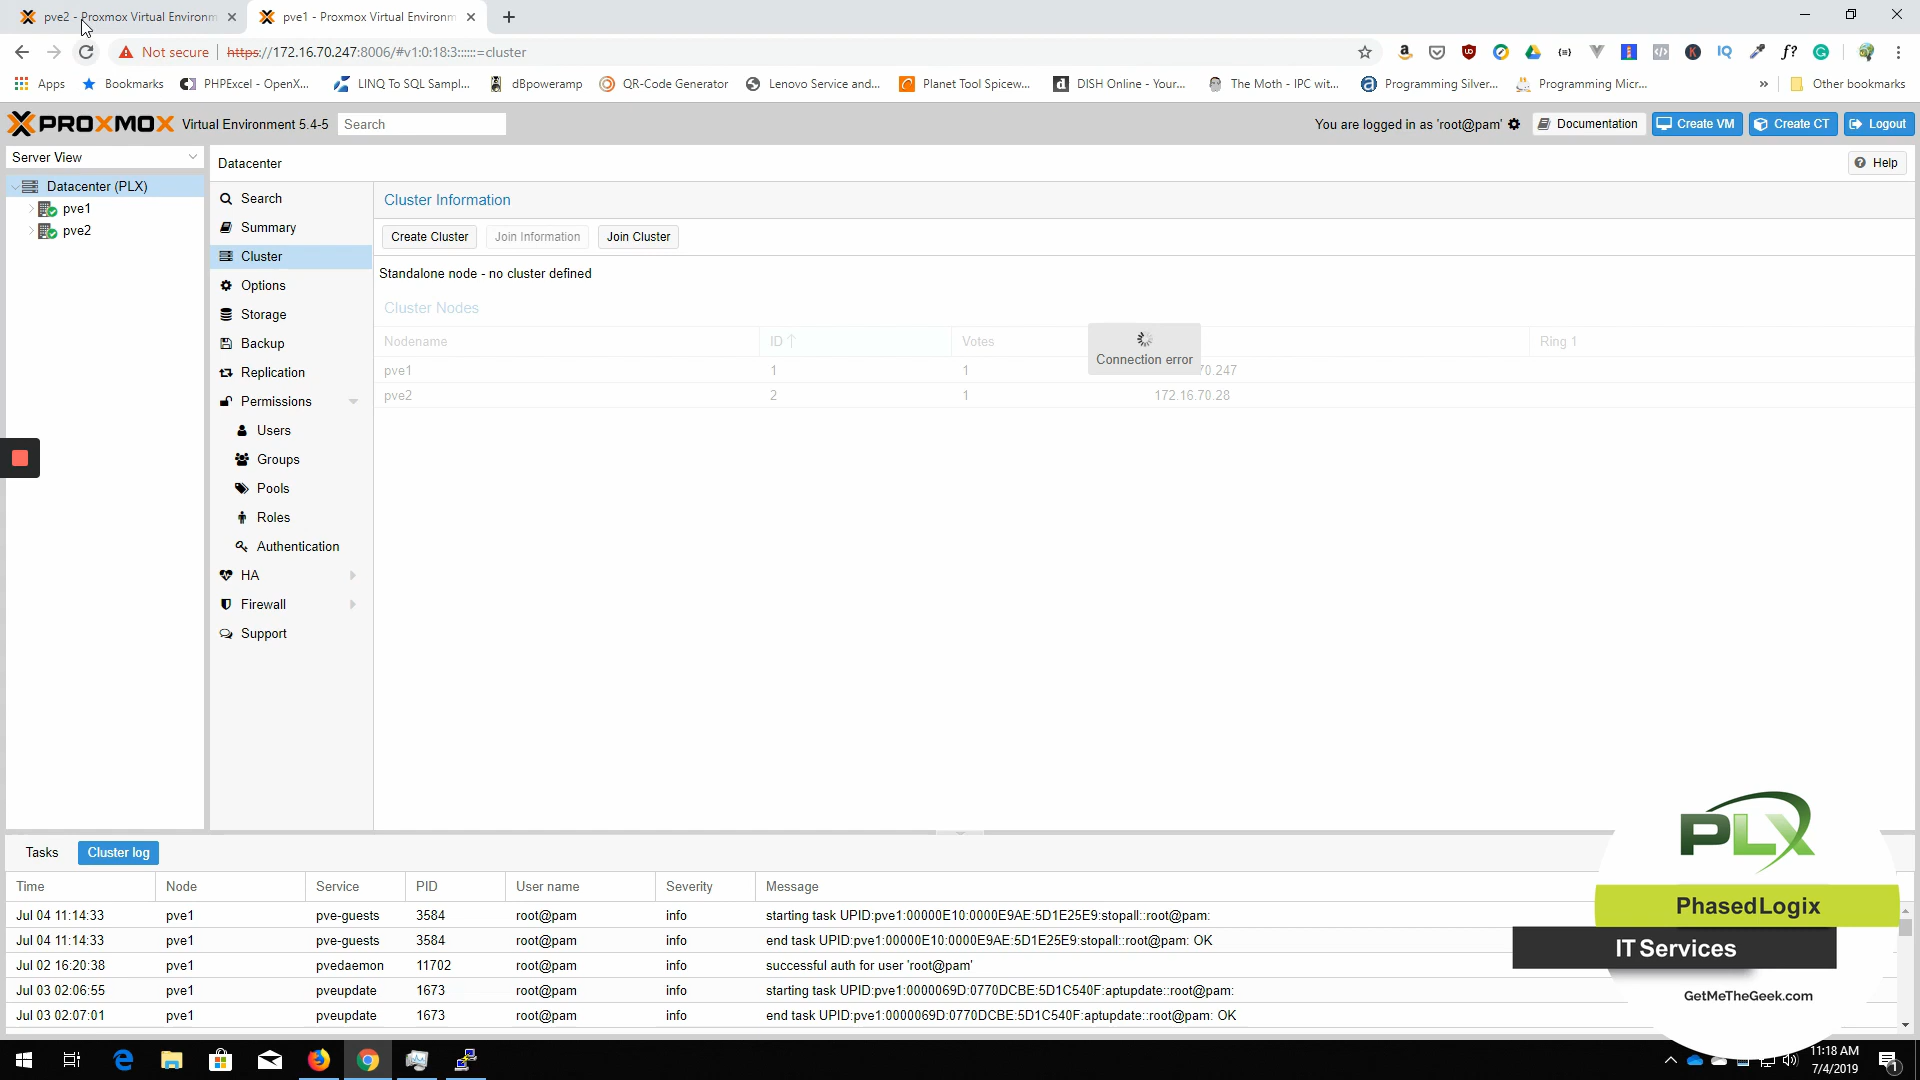 pve2 - Proxmox Virtual Environm
pve1 - Proxmox Virtual Environm
Not secure
https://172.16.70.247:8006/#v1:0:18:3::::::=cluster
Apps
Bookmarks
PHPExcel - OpenX...
LINQ To SQL Sampl...
dBpoweramp
QR-Code Generator
Lenovo Service and...
Planet Tool Spicew...
DISH Online - Your...
The Moth - IPC wit...
Programming Silver...
Programming Micr...
»
Other bookmarks
PROXMOX Virtual Environment 5.4-5
Search
You are logged in as 'root@pam'
Documentation
Create VM
Create CT
Logout
Server View
Datacenter
Help
Datacenter (PLX)
pve1
pve2
Search
Summary
Cluster
Options
Storage
Backup
Replication
Permissions
Users
Groups
Pools
Roles
Authentication
HA
Firewall
Support
Cluster Information
Create Cluster
Join Information
Join Cluster
Standalone node - no cluster defined
Cluster Nodes
Nodename ID Votes Ring 1
Connection error
pve1 1 1 70.247
pve2 2 1 172.16.70.28
Tasks
Cluster log
Time Node Service PID User name Severity Message
Jul 04 11:14:33 pve1 pve-guests 3584 root@pam info starting task UPID:pve1:00000E10:0000E9AE:5D1E25E9:stopall::root@pam:
Jul 04 11:14:33 pve1 pve-guests 3584 root@pam info end task UPID:pve1:00000E10:0000E9AE:5D1E25E9:stopall::root@pam: OK
Jul 02 16:20:38 pve1 pvedaemon 11702 root@pam info successful auth for user 'root@pam'
Jul 03 02:06:55 pve1 pveupdate 1673 root@pam info starting task UPID:pve1:0000069D:0770DCBE:5D1C540F:aptupdate::root@pam:
Jul 03 02:07:01 pve1 pveupdate 1673 root@pam info end task UPID:pve1:0000069D:0770DCBE:5D1C540F:aptupdate::root@pam: OK
PLX
PhasedLogix
IT Services
GetMeTheGeek.com
11:18 AM
7/4/2019
1